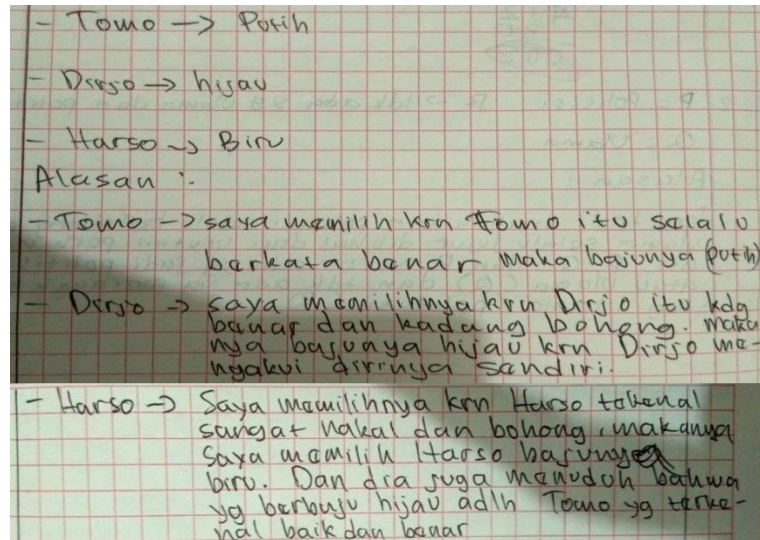 - Tomo → Putih
- Dirjo → hijau
- Harso → Biru
Alasan :
- Tomo → saya memilih krn Tomo itu selalu
berkata benar maka bajunya (putih)
- Dirjo → saya memilihnya krn Dirjo itu kdg
benar dan kadang bohong. maka
nya bajunya hijau krn Dirjo me-
ngakui dirinya sendiri.
- Harso → Saya memilihnya krn Harso tekenal
sangat nakal dan bohong, makanya
saya memilih Harso bajunya
biru. Dan dia juga menuduh bahwa
yg berbuju hijau adlh Tomo yg terke-
nal baik dan benar